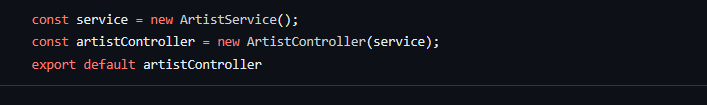 const service = new ArtistService();
const artistController = new ArtistController(service);
export default artistController